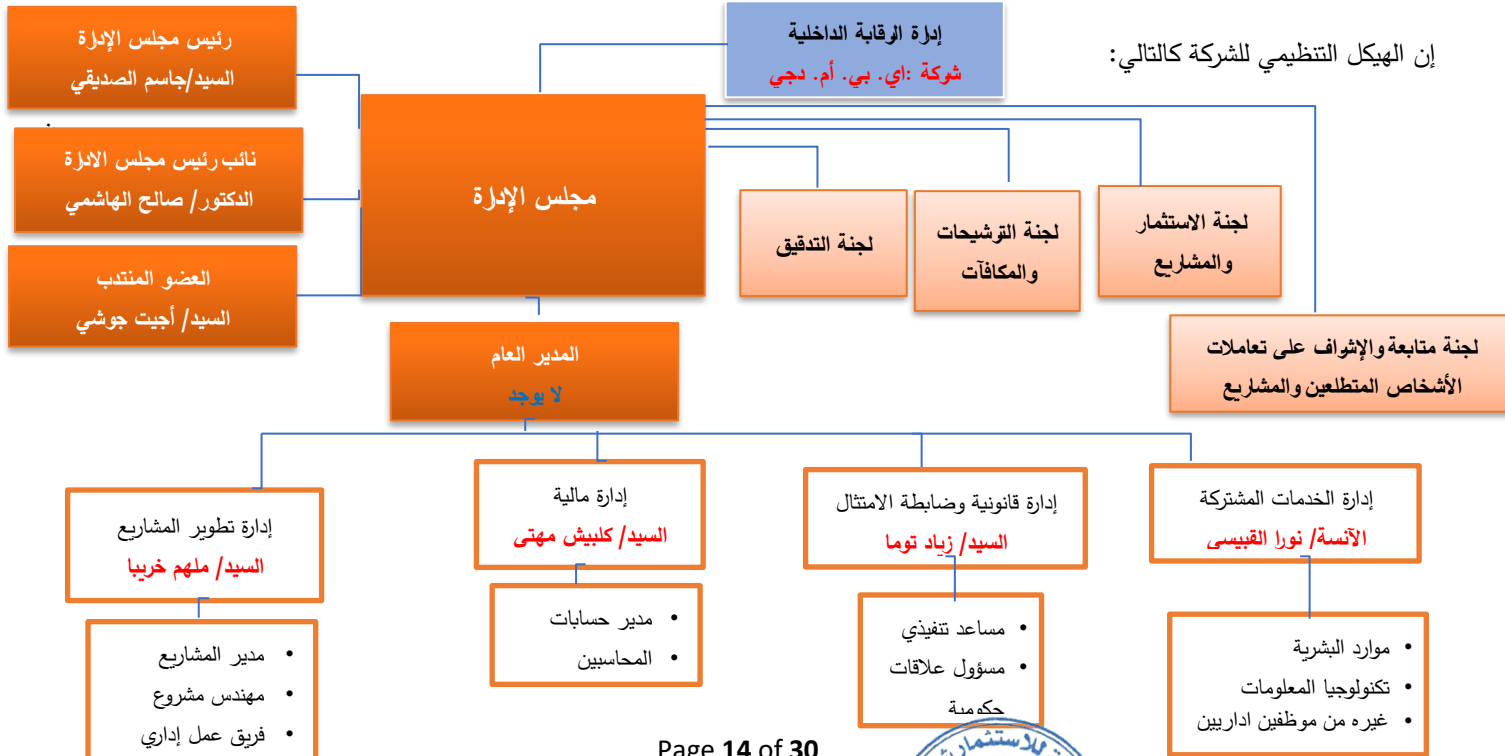 إن الهيكل التنظيمي للشركة كالتالي:
إدارة الرقابة الداخلية
شركة :اي. بي. أم. دجي
رئيس مجلس الإدارة
السيد/جاسم الصديقي
نائب رئيس مجلس الادارة
الدكتور/ صالح الهاشمي
العضو المنتدب
السيد/ أجيت جوشي
مجلس الإدارة
لجنة التدقيق
لجنة الترشيحات
والمكافآت
لجنة الاستثمار
والمشاريع
لجنة متابعة والإشراف على تعاملات
الأشخاص المتطلعين والمشاريع
المدير العام
لا يوجد
إدارة الخدمات المشتركة
الآنسة/ نورا القبيسي
إدارة قانونية وضابطة الامتثال
السيد/ زياد توما
إدارة مالية
السيد/ كلبيش مهتى
إدارة تطوير المشاريع
السيد/ ملهم خريبا
• موارد البشرية
• تكنولوجيا المعلومات
• غيره من موظفين اداريين
• مساعد تنفيذي
• مسؤول علاقات
حكومية
• مدير حسابات
• المحاسبين
• مدير المشاريع
• مهندس مشروع
• فريق عمل إداري
Page 14 of 30
للاستثمار